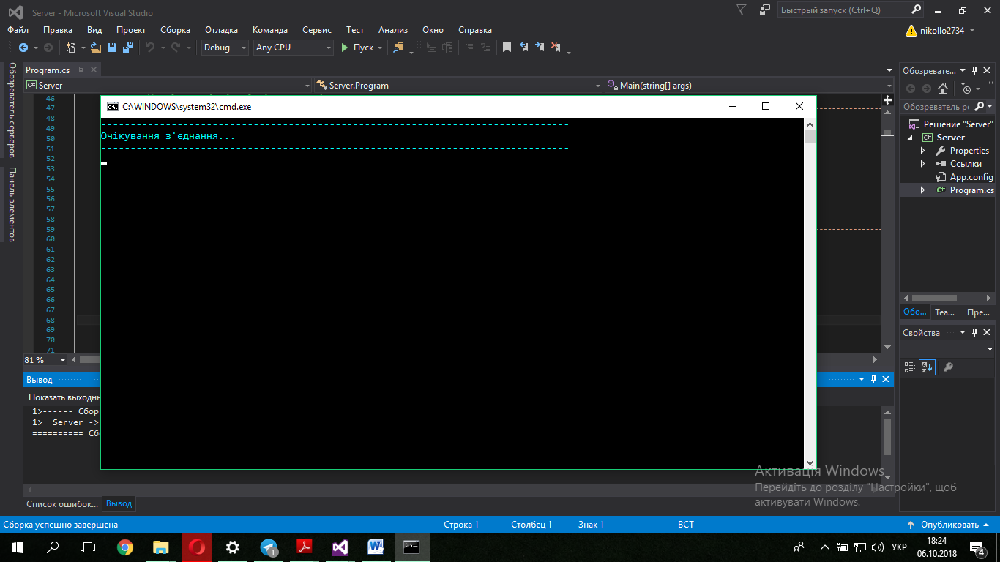 Server - Microsoft Visual Studio
Быстрый запуск (Ctrl+Q)
Файл Правка Вид Проект Сборка Отладка Команда Сервис Тест Анализ Окно Справка
nikollo2734
Debug Any CPU Пуск
Обозреватель серверов
Панель элементов
Program.cs
Server Server.Program Main(string[] args)
46
47
48
49
50
51
52
53
54
55
56
57
58
59
60
61
62
63
64
65
66
67
68
69
70
71
81 %
C:\WINDOWS\system32\cmd.exe
--------------------------------------------------------------------------------
Очікування з'єднання...
--------------------------------------------------------------------------------
Обозревате...
Обозреватель ре
Решение "Server"
Server
Properties
Ссылки
App.config
Program.cs
Обо... Теа... Пре...
Свойства
Вывод
Показать выходны
1>------ Сбор
1> Server ->
========== Сб
Список ошибок... Вывод
Активація Windows
Перейдіть до розділу "Настройки", щоб
активувати Windows.
Сборка успешно завершена Строка 1 Столбец 1 Знак 1 ВСТ Опубликовать
1
УКР
18:24
06.10.2018
4